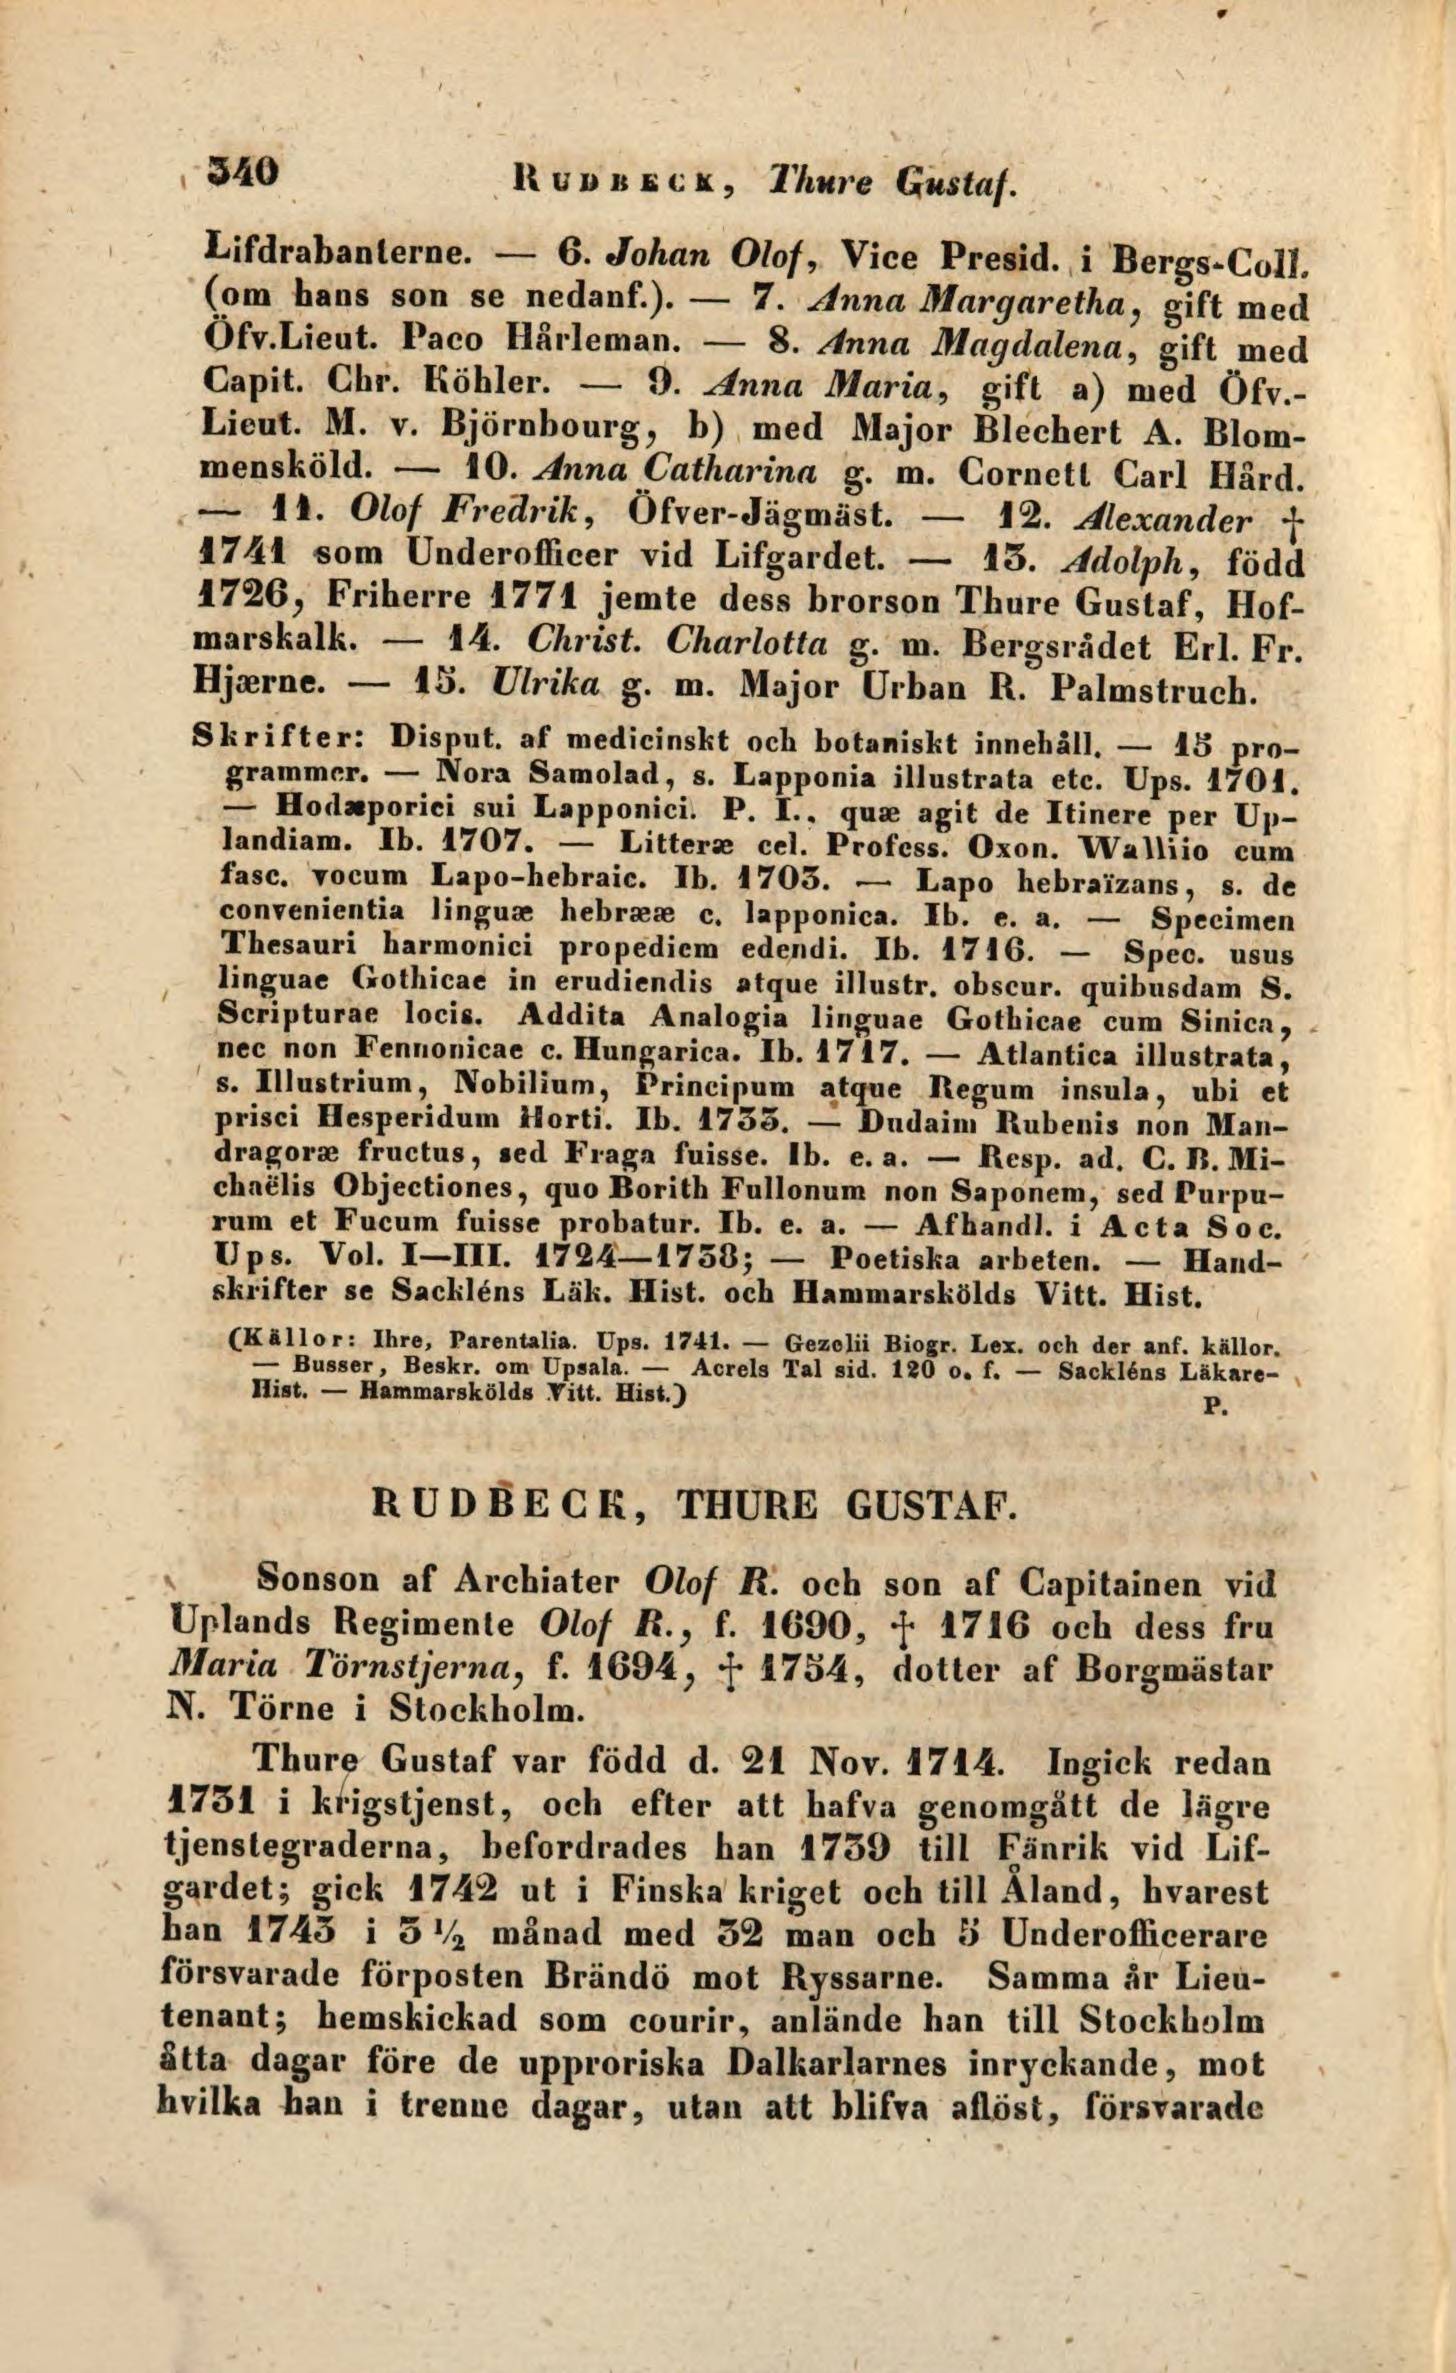 340 RUDBECK, Thure Gustaf.
Lifdrabanterne. — 6. Johan Olof, Vice Presid. i Bergs-Coll.
(om hans son se nedanf.). — 7. Anna Margaretha, gift med
Öfv.Lieut. Paco Hårleman. — 8. Anna Magdalena, gift med
Capit. Chr. Köhler. — 9. Anna Maria, gift a) med Öfv.-
Lieut. M. v. Björnbourg, b) med Major Blechert A. Blom-
mensköld. — 10. Anna Catharina g. m. Cornett Carl Hård.
— 11. Olof Fredrik, Öfver-Jägmäst. — 12. Alexander †
1741 som Underofficer vid Lifgardet. — 13. Adolph, född
1726, Friherre 1771 jemte dess brorson Thure Gustaf, Hof-
marskalk. — 14. Christ. Charlotta g. m. Bergsrådet Erl. Fr.
Hjærne. — 15. Ulrika g. m. Major Urban R. Palmstruch.
Skrifter: Disput. af medicinskt och botaniskt innehåll. — 15 pro-
grammer. — Nora Samolad, s. Lapponia illustrata etc. Ups. 1701.
— Hodæporici sui Lapponici. P. I., quæ agit de Itinere per Up-
landiam. Ib. 1707. — Litteræ cel. Profess. Oxon. Walliio cum
fasc. vocum Lapo-hebraic. Ib. 1703. — Lapo hebraïzans, s. de
convenientia linguæ hebrææ c. lapponica. Ib. e. a. — Specimen
Thesauri harmonici propediem edendi. Ib. 1716. — Spec. usus
linguae Gothicae in erudiendis atque illustr. obscur. quibusdam S.
Scripturae locis. Addita Analogia linguae Gothicae cum Sinica,
nec non Fennonicae c. Hungarica. Ib. 1717. — Atlantica illustrata,
s. Illustrium, Nobilium, Principum atque Regum insula, ubi et
prisci Hesperidum Horti. Ib. 1733. — Dudaim Rubenis non Man-
dragoræ fructus, sed Fraga fuisse. Ib. e. a. — Resp. ad. C. B. Mi-
chaëlis Objectiones, quo Borith Fullonum non Saponem, sed Purpu-
rum et Fucum fuisse probatur. Ib. e. a. — Afhandl. i Acta Soc.
Ups. Vol. I—III. 1724—1738; — Poetiska arbeten. — Hand-
skrifter se Sackléns Läk. Hist. och Hammarskölds Vitt. Hist.
(Källor: Ihre, Parentalia. Ups. 1741. — Gezelii Biogr. Lex. och der anf. källor.
— Busser, Beskr. om Upsala. — Acrels Tal sid. 120 o. f. — Sackléns Läkare-
Hist. — Hammarskölds Vitt. Hist.)
P.
RUDBECK, THURE GUSTAF.
Sonson af Archiater Olof R. och son af Capitainen vid
Uplands Regimente Olof R., f. 1690, † 1716 och dess fru
Maria Törnstjerna, f. 1694, † 1754, dotter af Borgmästar
N. Törne i Stockholm.
Thure Gustaf var född d. 21 Nov. 1714. Ingick redan
1731 i krigstjenst, och efter att hafva genomgått de lägre
tjenstegraderna, befordrades han 1739 till Fänrik vid Lif-
gardet; gick 1742 ut i Finska kriget och till Åland, hvarest
han 1743 i 3 ½ månad med 32 man och 5 Underofficerare
försvarade förposten Brändö mot Ryssarne. Samma år Lieu-
tenant; hemskickad som courir, anlände han till Stockholm
åtta dagar före de upproriska Dalkarlarnes inryckande, mot
hvilka han i trenne dagar, utan att blifva aflöst, försvarade